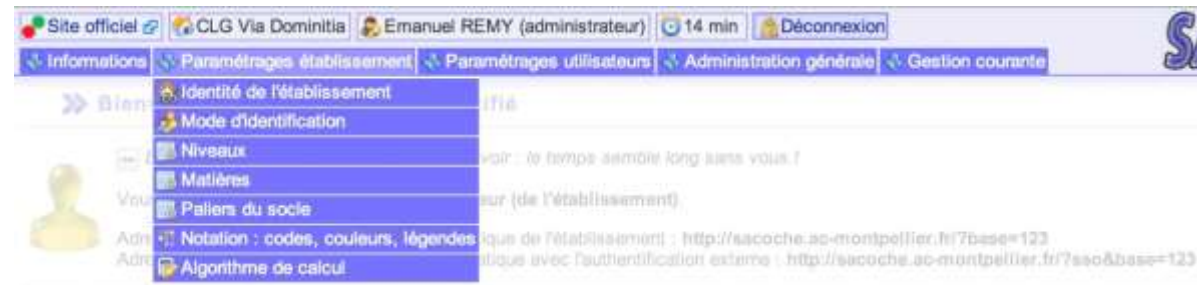 Site officiel CLG Via Dominitia Emanuel REMY (administrateur) 14 min Déconnexion
Informations Paramétrages établissement Paramétrages utilisateurs Administration générale Gestion courante
Identité de l'établissement
Mode d'identification
Niveaux voir : le temps semble long sans vous !
Matières
Paliers du socle (de l'établissement)
Notation : codes, couleurs, légendes de l'établissement : http://sacoche.ac-montpellier.fr/?base=123
Algorithme de calcul avec l'authentification externe : http://sacoche.ac-montpellier.fr/?sso&base=123